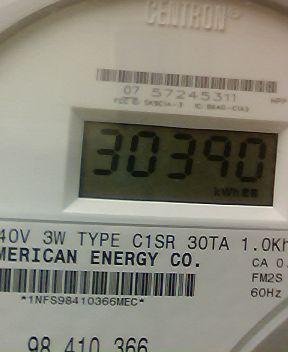 CENTRON®
07 57245311
30390
kWh
40V 3W TYPE C1SR 30TA 1.0Kh
MERICAN ENERGY CO.
CA 0.
FM2S
*1NFS98410366MEC*
60Hz
98 410 366